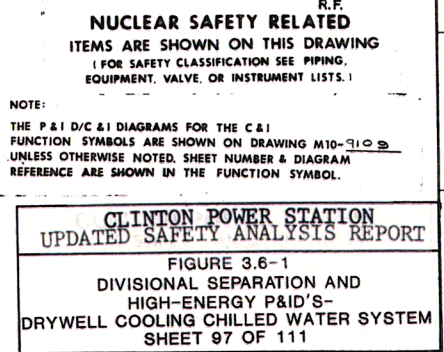 R.F.
NUCLEAR SAFETY RELATED
ITEMS ARE SHOWN ON THIS DRAWING
( FOR SAFETY CLASSIFICATION SEE PIPING,
EQUIPMENT, VALVE, OR INSTRUMENT LISTS. )
NOTE:
THE P & I D/C & I DIAGRAMS FOR THE C & I
FUNCTION SYMBOLS ARE SHOWN ON DRAWING M10-
UNLESS OTHERWISE NOTED. SHEET NUMBER & DIAGRAM
REFERENCE ARE SHOWN IN THE FUNCTION SYMBOL.
CLINTON POWER STATION
UPDATED SAFETY ANALYSIS REPORT
FIGURE 3.6-1
DIVISIONAL SEPARATION AND
HIGH-ENERGY P&ID'S-
DRYWELL COOLING CHILLED WATER SYSTEM
SHEET 97 OF 111